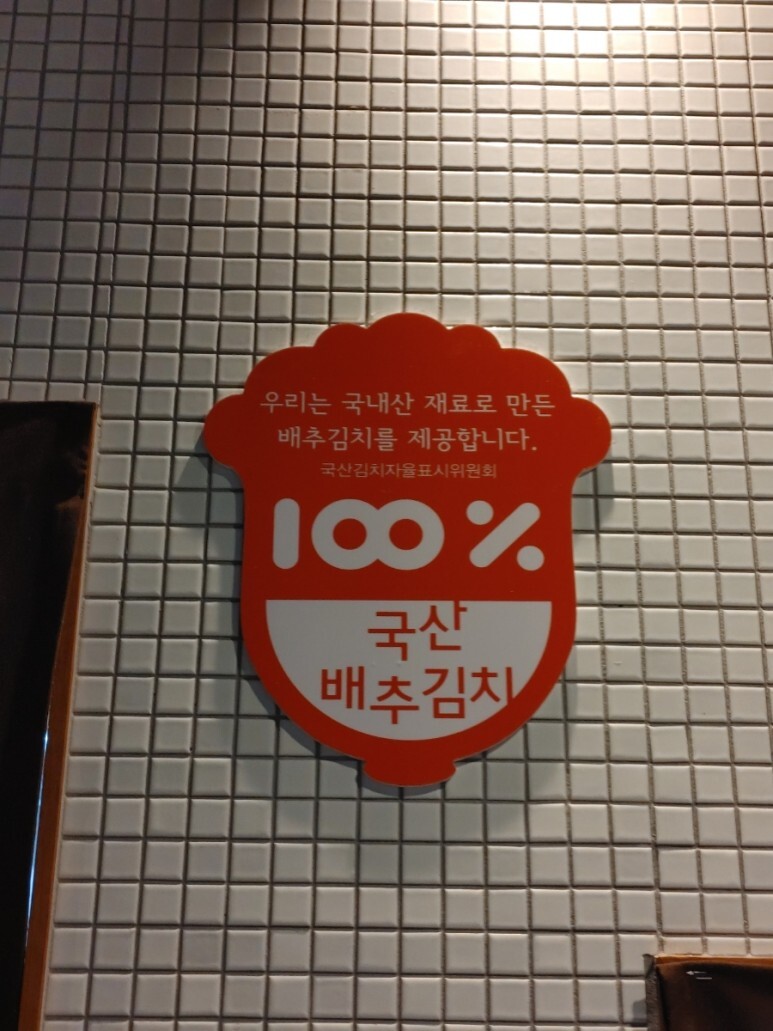 우리는 국내산 재료로 만든
배추김치를 제공합니다.
국산김치자율표시위원회
100%
국산
배추김치